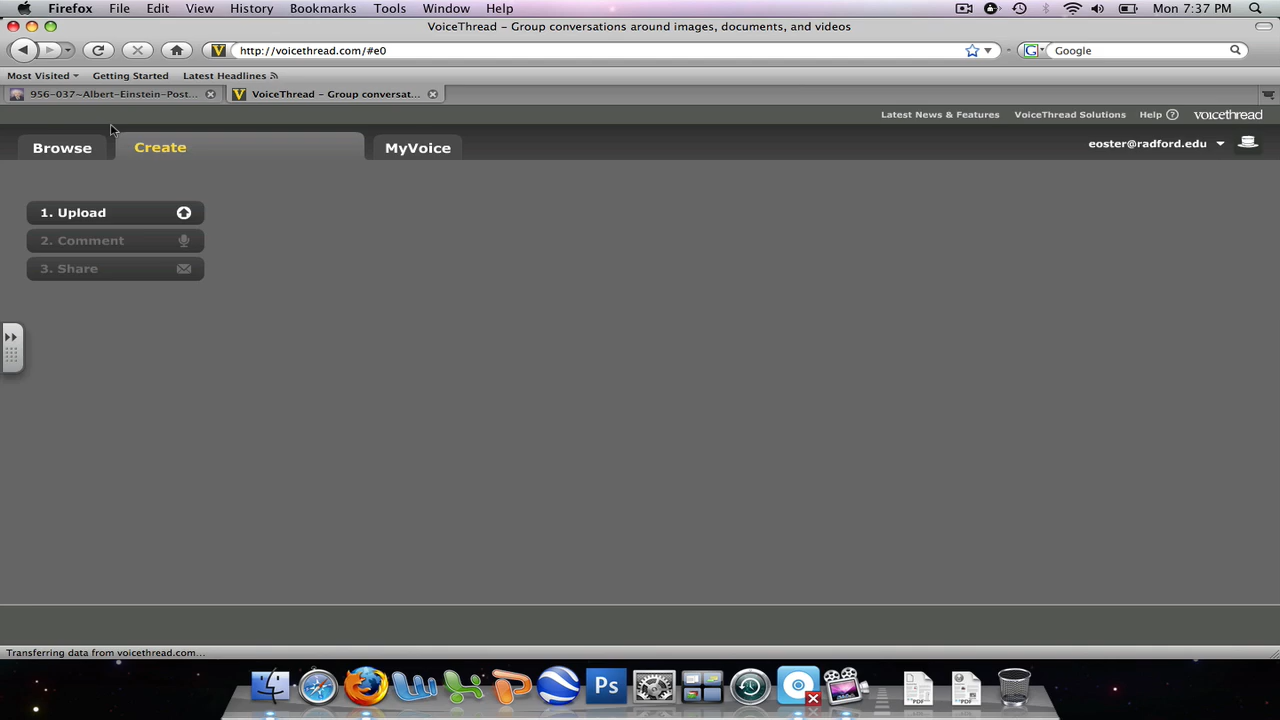 Firefox File Edit View History Bookmarks Tools Window Help Mon 7:37 PM
VoiceThread - Group conversations around images, documents, and videos
http://voicethread.com/#e0 Google
Most Visited Getting Started Latest Headlines
956-037~Albert-Einstein-Post... VoiceThread - Group conversat...
Latest News & Features VoiceThread Solutions Help ? voicethread
Browse Create MyVoice eoster@radford.edu
1. Upload
2. Comment
3. Share
Transferring data from voicethread.com...
Ps
PDF PDF